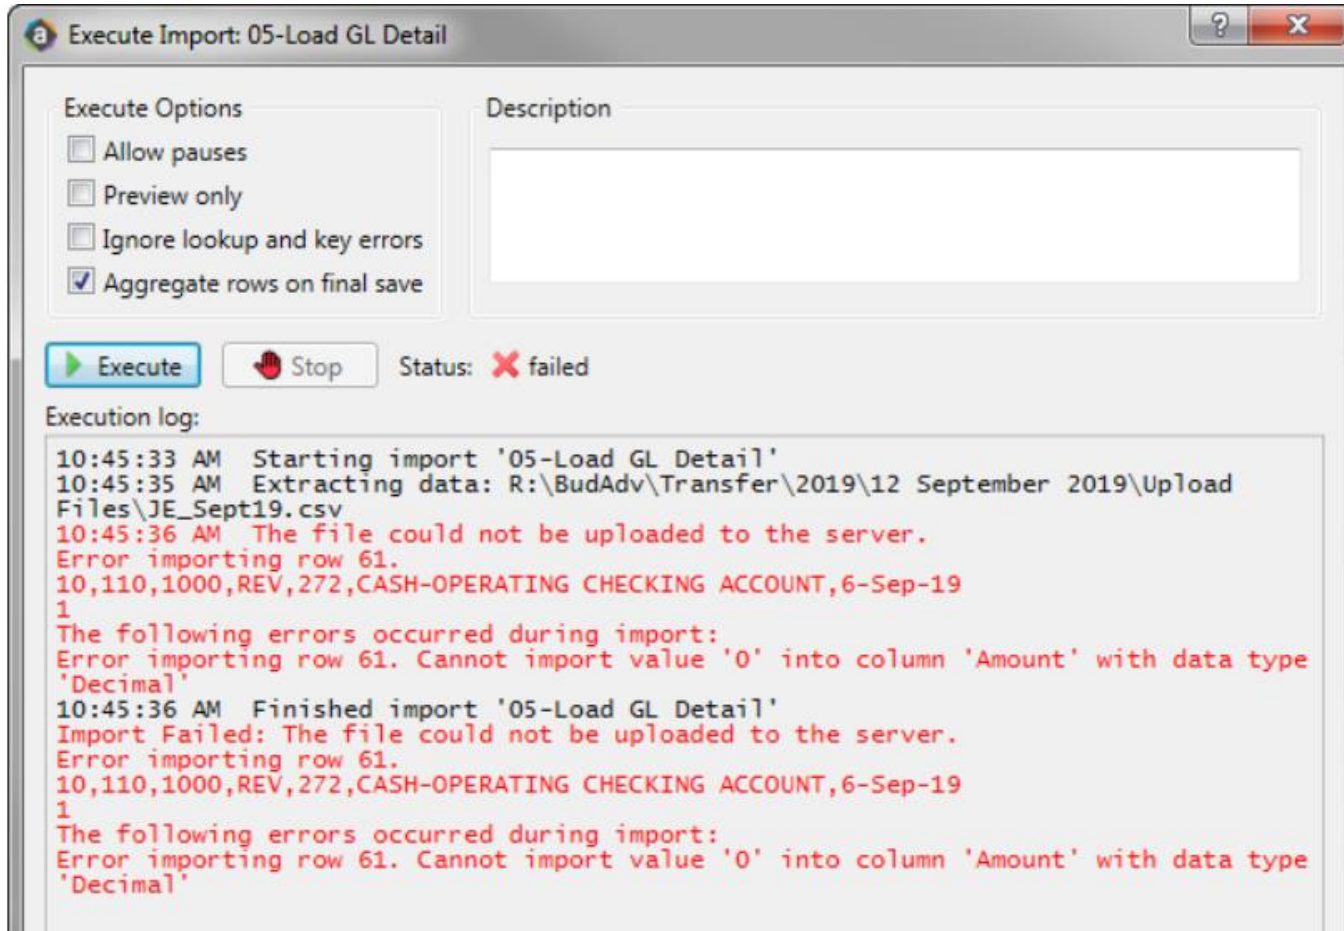 Execute Import: 05-Load GL Detail
Execute Options
Allow pauses
Preview only
Ignore lookup and key errors
Aggregate rows on final save
Description
Execute
Stop
Status:
failed
Execution log:
10:45:33 AM  Starting import '05-Load GL Detail'
10:45:35 AM  Extracting data: R:\BudAdv\Transfer\2019\12 September 2019\Upload
Files\JE_Sept19.csv
10:45:36 AM  The file could not be uploaded to the server.
Error importing row 61.
10,110,1000,REV,272,CASH-OPERATING CHECKING ACCOUNT,6-Sep-19
1
The following errors occurred during import:
Error importing row 61. Cannot import value '0' into column 'Amount' with data type
'Decimal'
10:45:36 AM  Finished import '05-Load GL Detail'
Import Failed: The file could not be uploaded to the server.
Error importing row 61.
10,110,1000,REV,272,CASH-OPERATING CHECKING ACCOUNT,6-Sep-19
1
The following errors occurred during import:
Error importing row 61. Cannot import value '0' into column 'Amount' with data type
'Decimal'